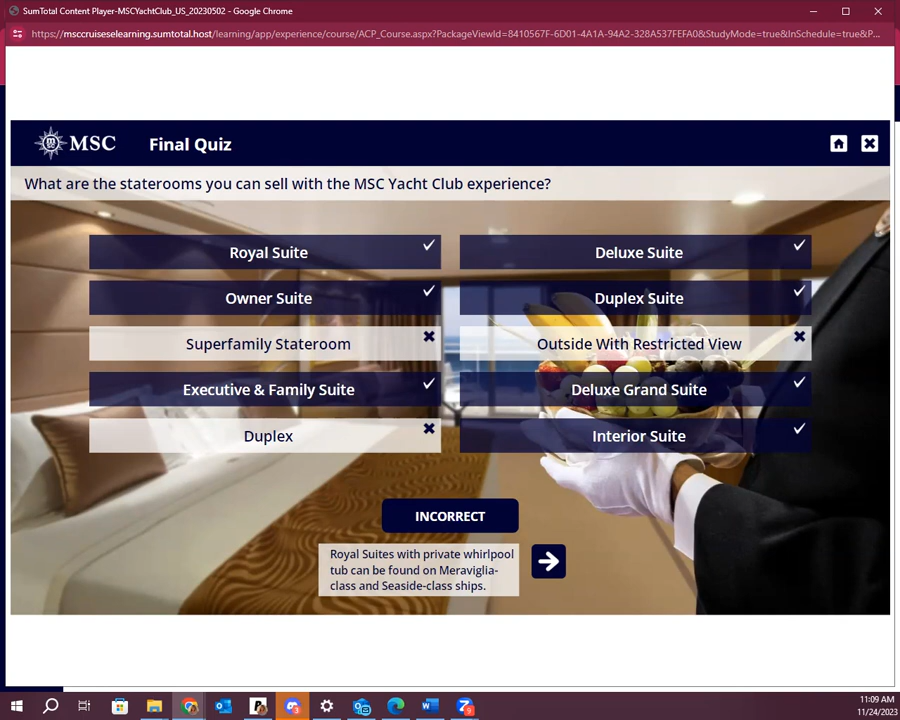 SumTotal Content Player-MSCYachtClub_US_20230502 - Google Chrome
https://msccruiseselearning.sumtotal.host/learning/app/experience/course/ACP_Course.aspx?PackageViewId=8410567F-6D01-4A1A-94A2-328A537FEFA0&StudyMode=true&InSchedule=true&P...
MSC Final Quiz
What are the staterooms you can sell with the MSC Yacht Club experience?
Royal Suite
Deluxe Suite
Owner Suite
Duplex Suite
Superfamily Stateroom
Outside With Restricted View
Executive & Family Suite
Deluxe Grand Suite
Duplex
Interior Suite
INCORRECT
Royal Suites with private whirlpool
tub can be found on Meraviglia-
class and Seaside-class ships.
11:09 AM
11/24/2023